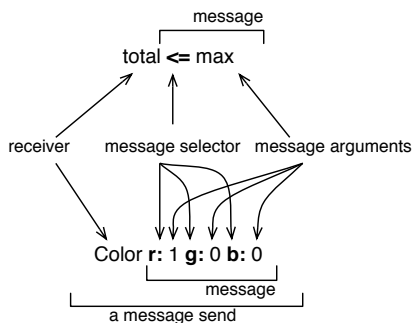 message
total <= max
receiver message selector message arguments
Color r: 1 g: 0 b: 0
message
a message send